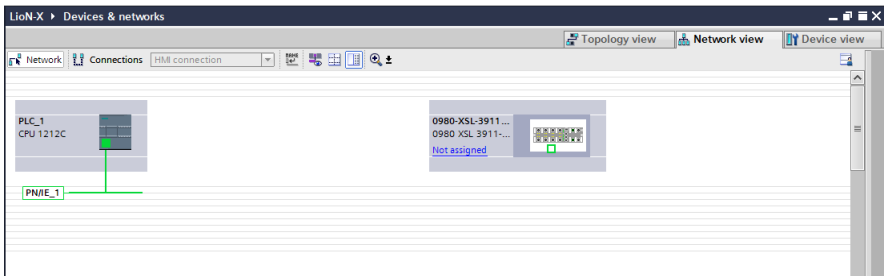 LioN-X ▸ Devices & networks
Topology view Network view Device view
Network Connections HMI connection
PLC_1
CPU 1212C
0980-XSL-3911...
0980 XSL 3911-...
Not assigned
PN/IE_1